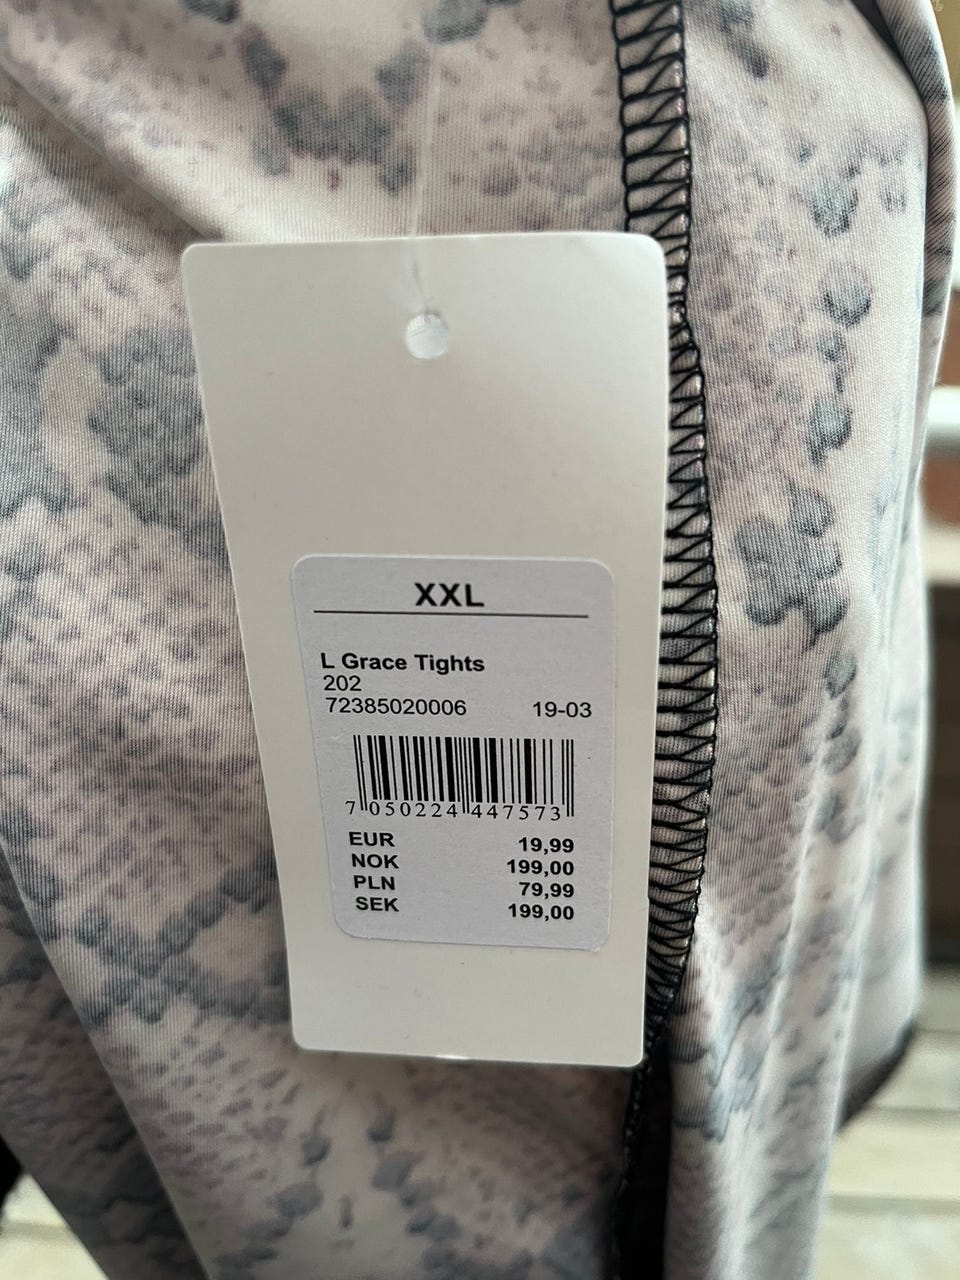 XXL
L Grace Tights
202
72385020006 19-03
7 050224 447573
EUR 19,99
NOK 199,00
PLN 79,99
SEK 199,00